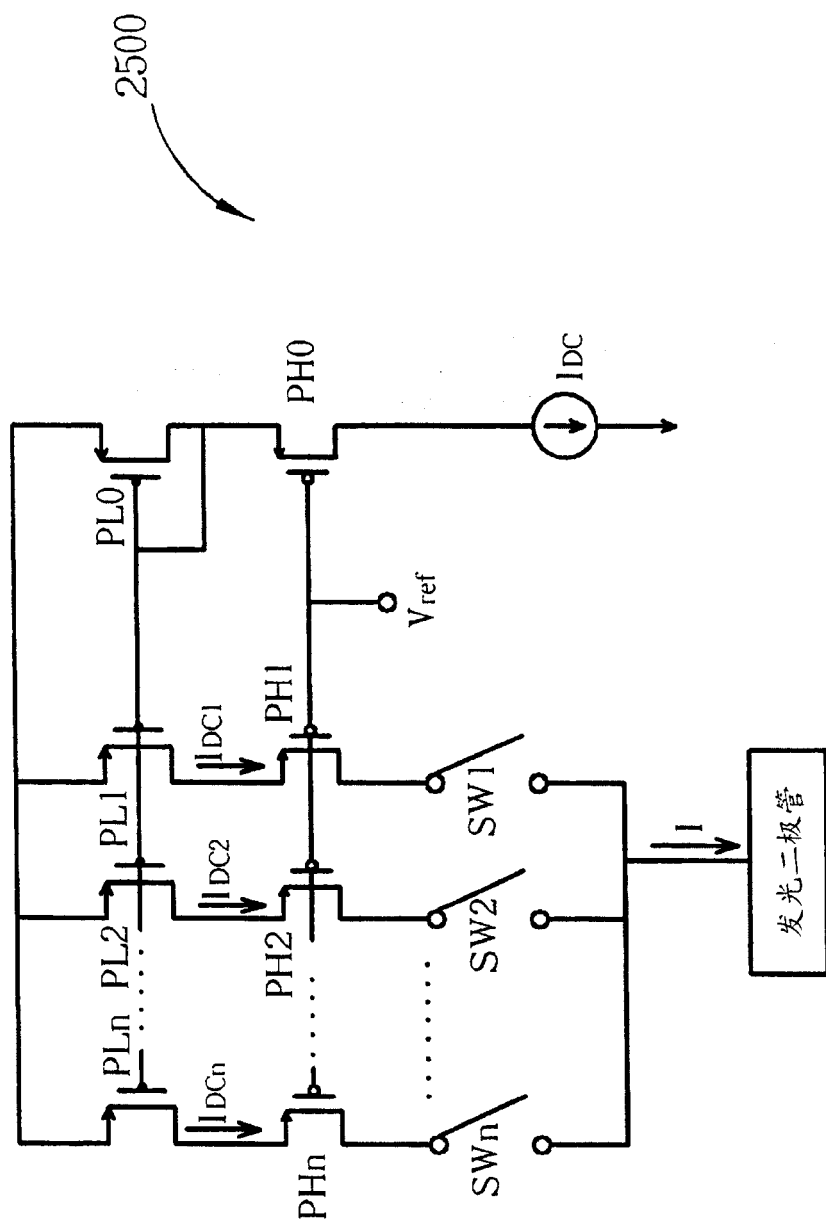 2500
PL0
PH0
IDC
Vref
PL1
IDC1
PH1
SW1
PL2
IDC2
PH2
SW2
PLn
IDCn
PHn
SWn
I
发光二极管